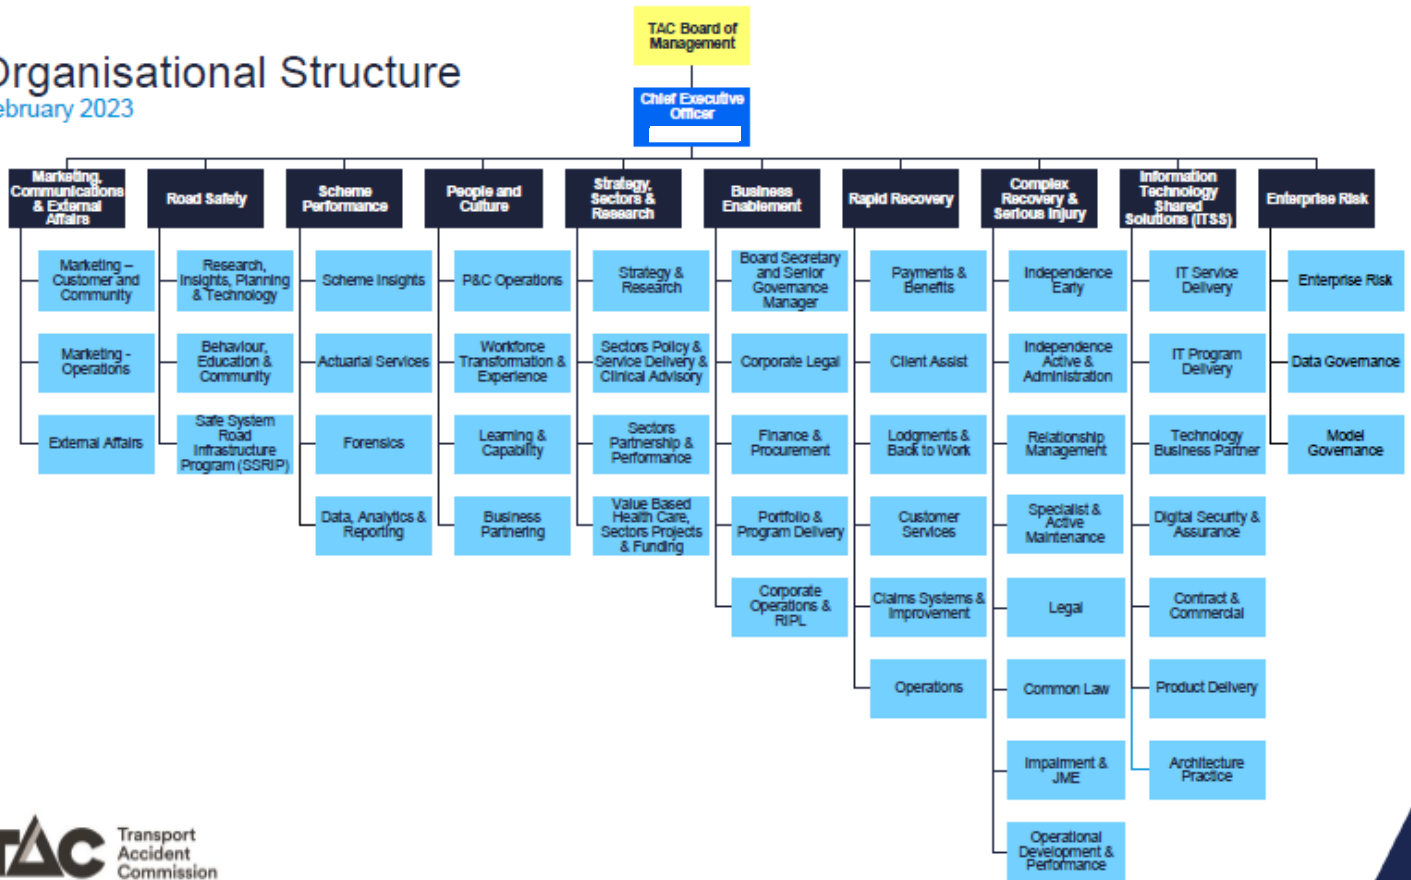 TAC Board of
Management
Organisational Structure
February 2023
Chief Executive
Officer
Marketing,
Communications
& External
Affairs
Road Safety
Scheme
Performance
People and
Culture
Strategy,
Sectors &
Research
Business
Enablement
Rapid Recovery
Complex
Recovery &
Serious Injury
Information
Technology
Shared
Solutions (ITSS)
Enterprise Risk
Marketing –
Customer and
Community
Research,
Insights, Planning
& Technology
Scheme Insights
P&C Operations
Strategy &
Research
Board Secretary
and Senior
Governance
Manager
Payments &
Benefits
Independence
Early
IT Service
Delivery
Enterprise Risk
Marketing -
Operations
Behaviour,
Education &
Community
Actuarial Services
Workforce
Transformation &
Experience
Sectors Policy &
Service Delivery &
Clinical Advisory
Corporate Legal
Client Assist
Independence
Active &
Administration
IT Program
Delivery
Data Governance
External Affairs
Safe System
Road
Infrastructure
Program (SSRIP)
Forensics
Learning &
Capability
Sectors
Partnership &
Performance
Finance &
Procurement
Lodgments &
Back to Work
Relationship
Management
Technology
Business Partner
Model
Governance
Data, Analytics &
Reporting
Business
Partnering
Value Based
Health Care,
Sectors Projects
& Funding
Portfolio &
Program Delivery
Customer
Services
Specialist &
Active
Maintenance
Digital Security &
Assurance
Corporate
Operations &
RIPL
Claims Systems &
Improvement
Legal
Contract &
Commercial
Operations
Common Law
Product Delivery
Impairment &
JME
Architecture
Practice
Operational
Development &
Performance
TAC
Transport
Accident
Commission